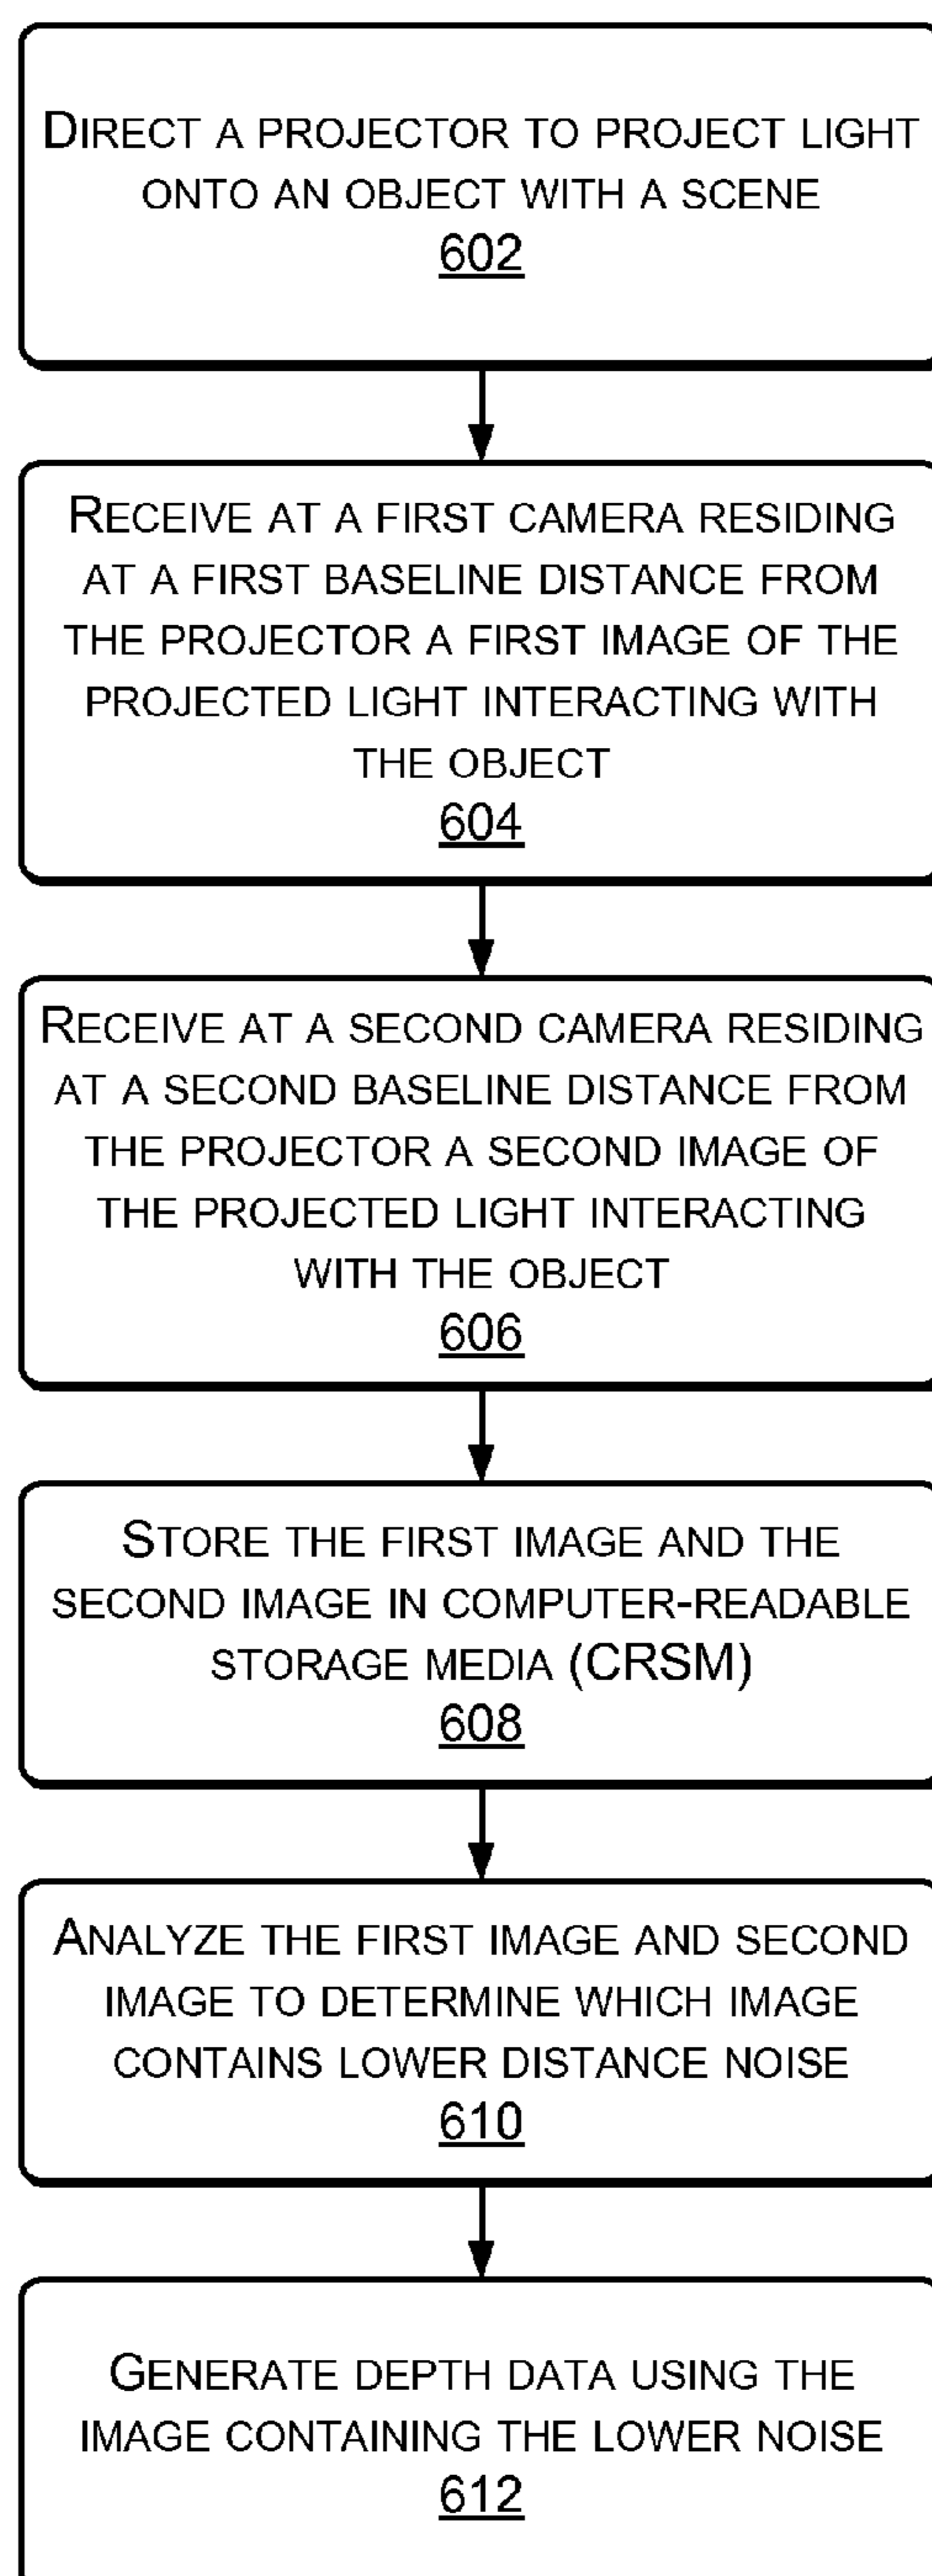 DIRECT A PROJECTOR TO PROJECT LIGHT
ONTO AN OBJECT WITH A SCENE
602
RECEIVE AT A FIRST CAMERA RESIDING
AT A FIRST BASELINE DISTANCE FROM
THE PROJECTOR A FIRST IMAGE OF THE
PROJECTED LIGHT INTERACTING WITH
THE OBJECT
604
RECEIVE AT A SECOND CAMERA RESIDING
AT A SECOND BASELINE DISTANCE FROM
THE PROJECTOR A SECOND IMAGE OF
THE PROJECTED LIGHT INTERACTING
WITH THE OBJECT
606
STORE THE FIRST IMAGE AND THE
SECOND IMAGE IN COMPUTER-READABLE
STORAGE MEDIA (CRSM)
608
ANALYZE THE FIRST IMAGE AND SECOND
IMAGE TO DETERMINE WHICH IMAGE
CONTAINS LOWER DISTANCE NOISE
610
GENERATE DEPTH DATA USING THE
IMAGE CONTAINING THE LOWER NOISE
612